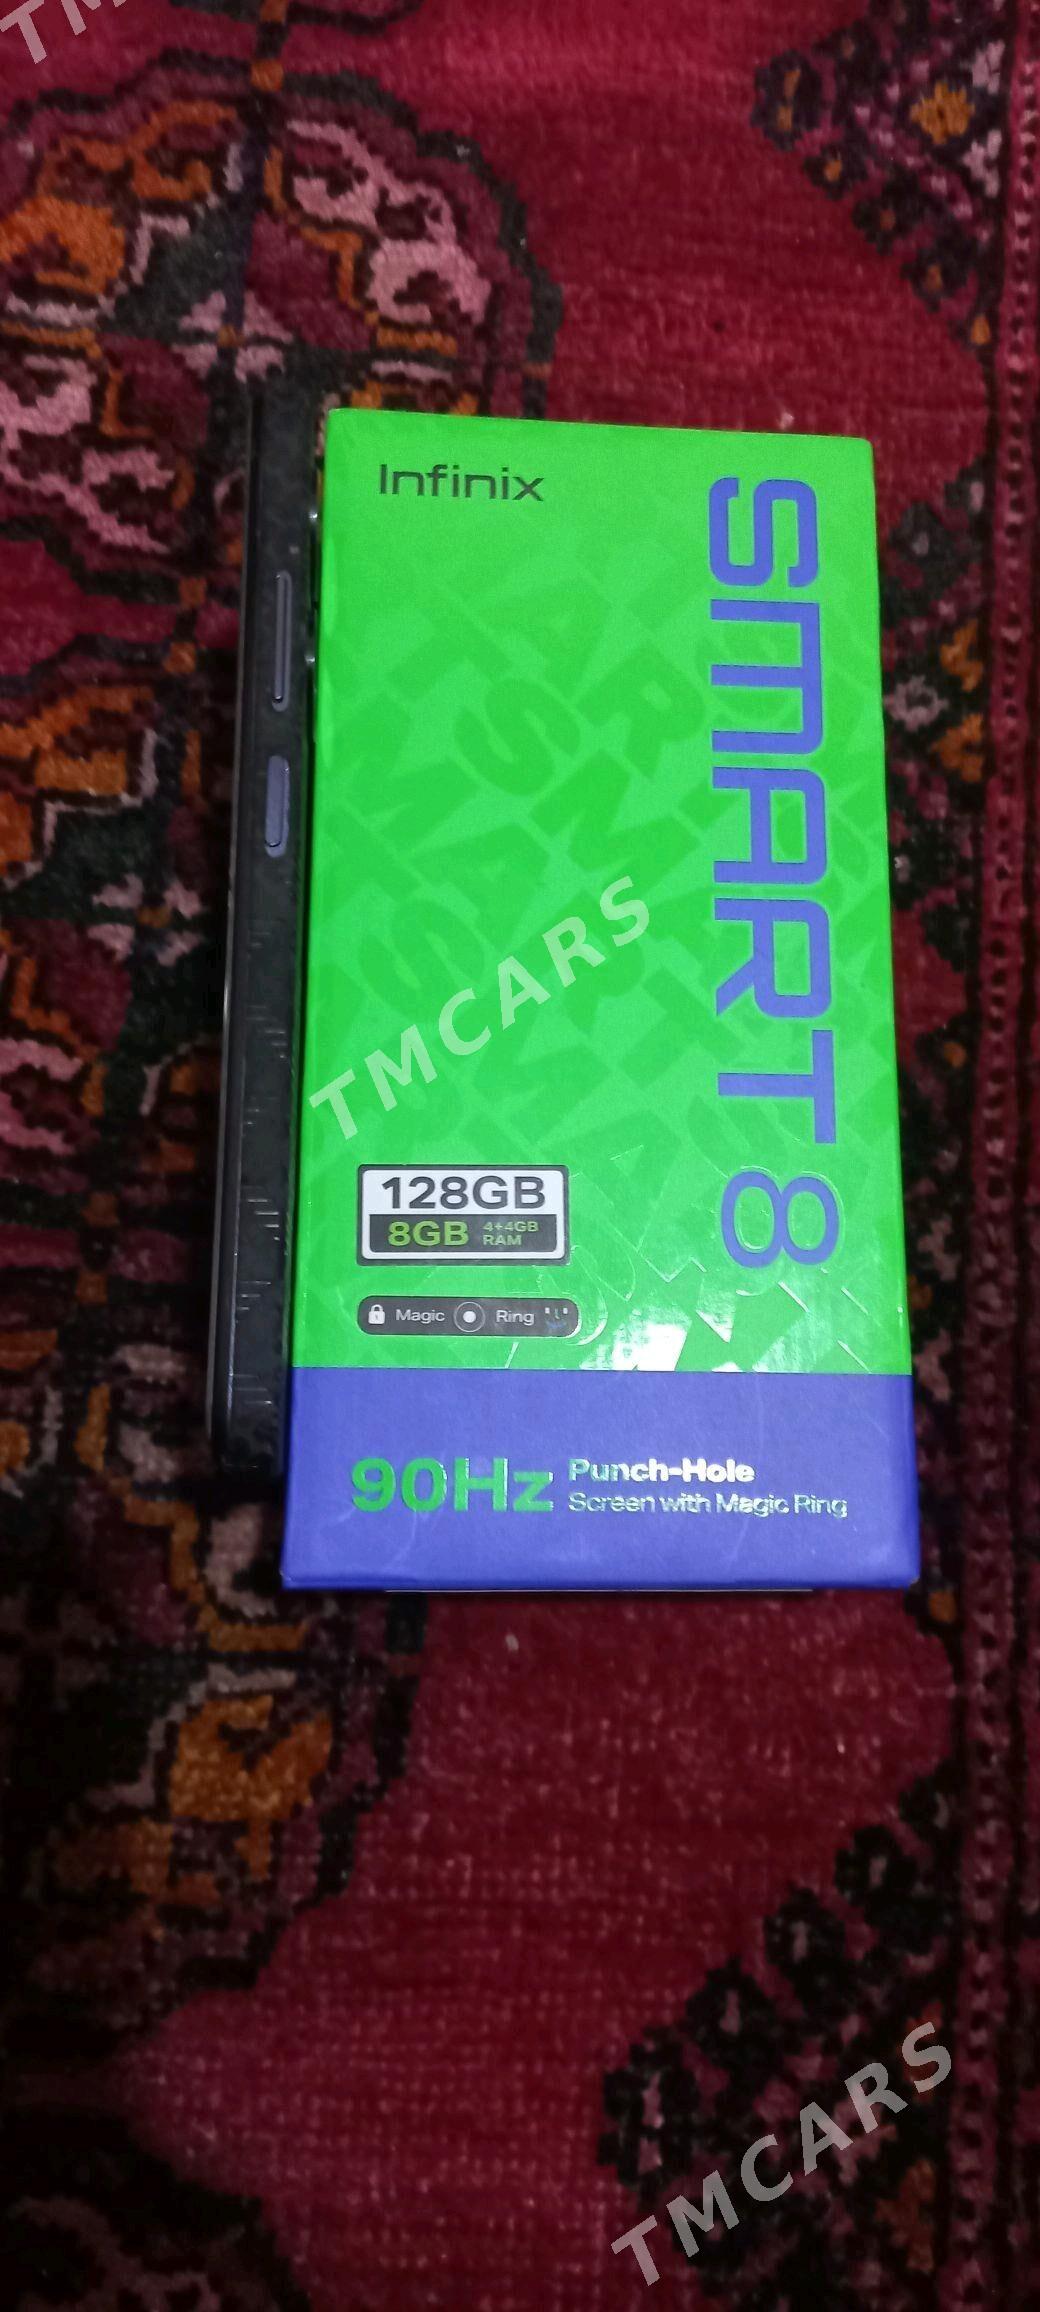 Infinix
SMART 8
TMCARS
128GB
8GB 4+4GB RAM
Magic Ring
90Hz Punch-Hole
Screen with Magic Ring
TMCARS